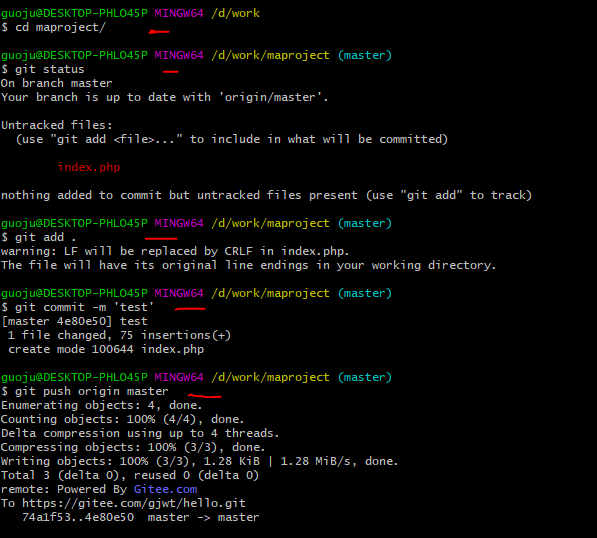 guoju@DESKTOP-PHLO45P MINGW64 /d/work
$ cd maproject/
guoju@DESKTOP-PHLO45P MINGW64 /d/work/maproject (master)
$ git status
On branch master
Your branch is up to date with 'origin/master'.
Untracked files:
(use "git add <file>..." to include in what will be committed)
index.php
nothing added to commit but untracked files present (use "git add" to track)
guoju@DESKTOP-PHLO45P MINGW64 /d/work/maproject (master)
$ git add .
warning: LF will be replaced by CRLF in index.php.
The file will have its original line endings in your working directory.
guoju@DESKTOP-PHLO45P MINGW64 /d/work/maproject (master)
$ git commit -m 'test'
[master 4e80e50] test
1 file changed, 75 insertions(+)
create mode 100644 index.php
guoju@DESKTOP-PHLO45P MINGW64 /d/work/maproject (master)
$ git push origin master
Enumerating objects: 4, done.
Counting objects: 100% (4/4), done.
Delta compression using up to 4 threads.
Compressing objects: 100% (3/3), done.
Writing objects: 100% (3/3), 1.28 KiB | 1.28 MiB/s, done.
Total 3 (delta 0), reused 0 (delta 0)
remote: Powered By Gitee.com
To https://gitee.com/gjwt/hello.git
74a1f53..4e80e50  master -> master